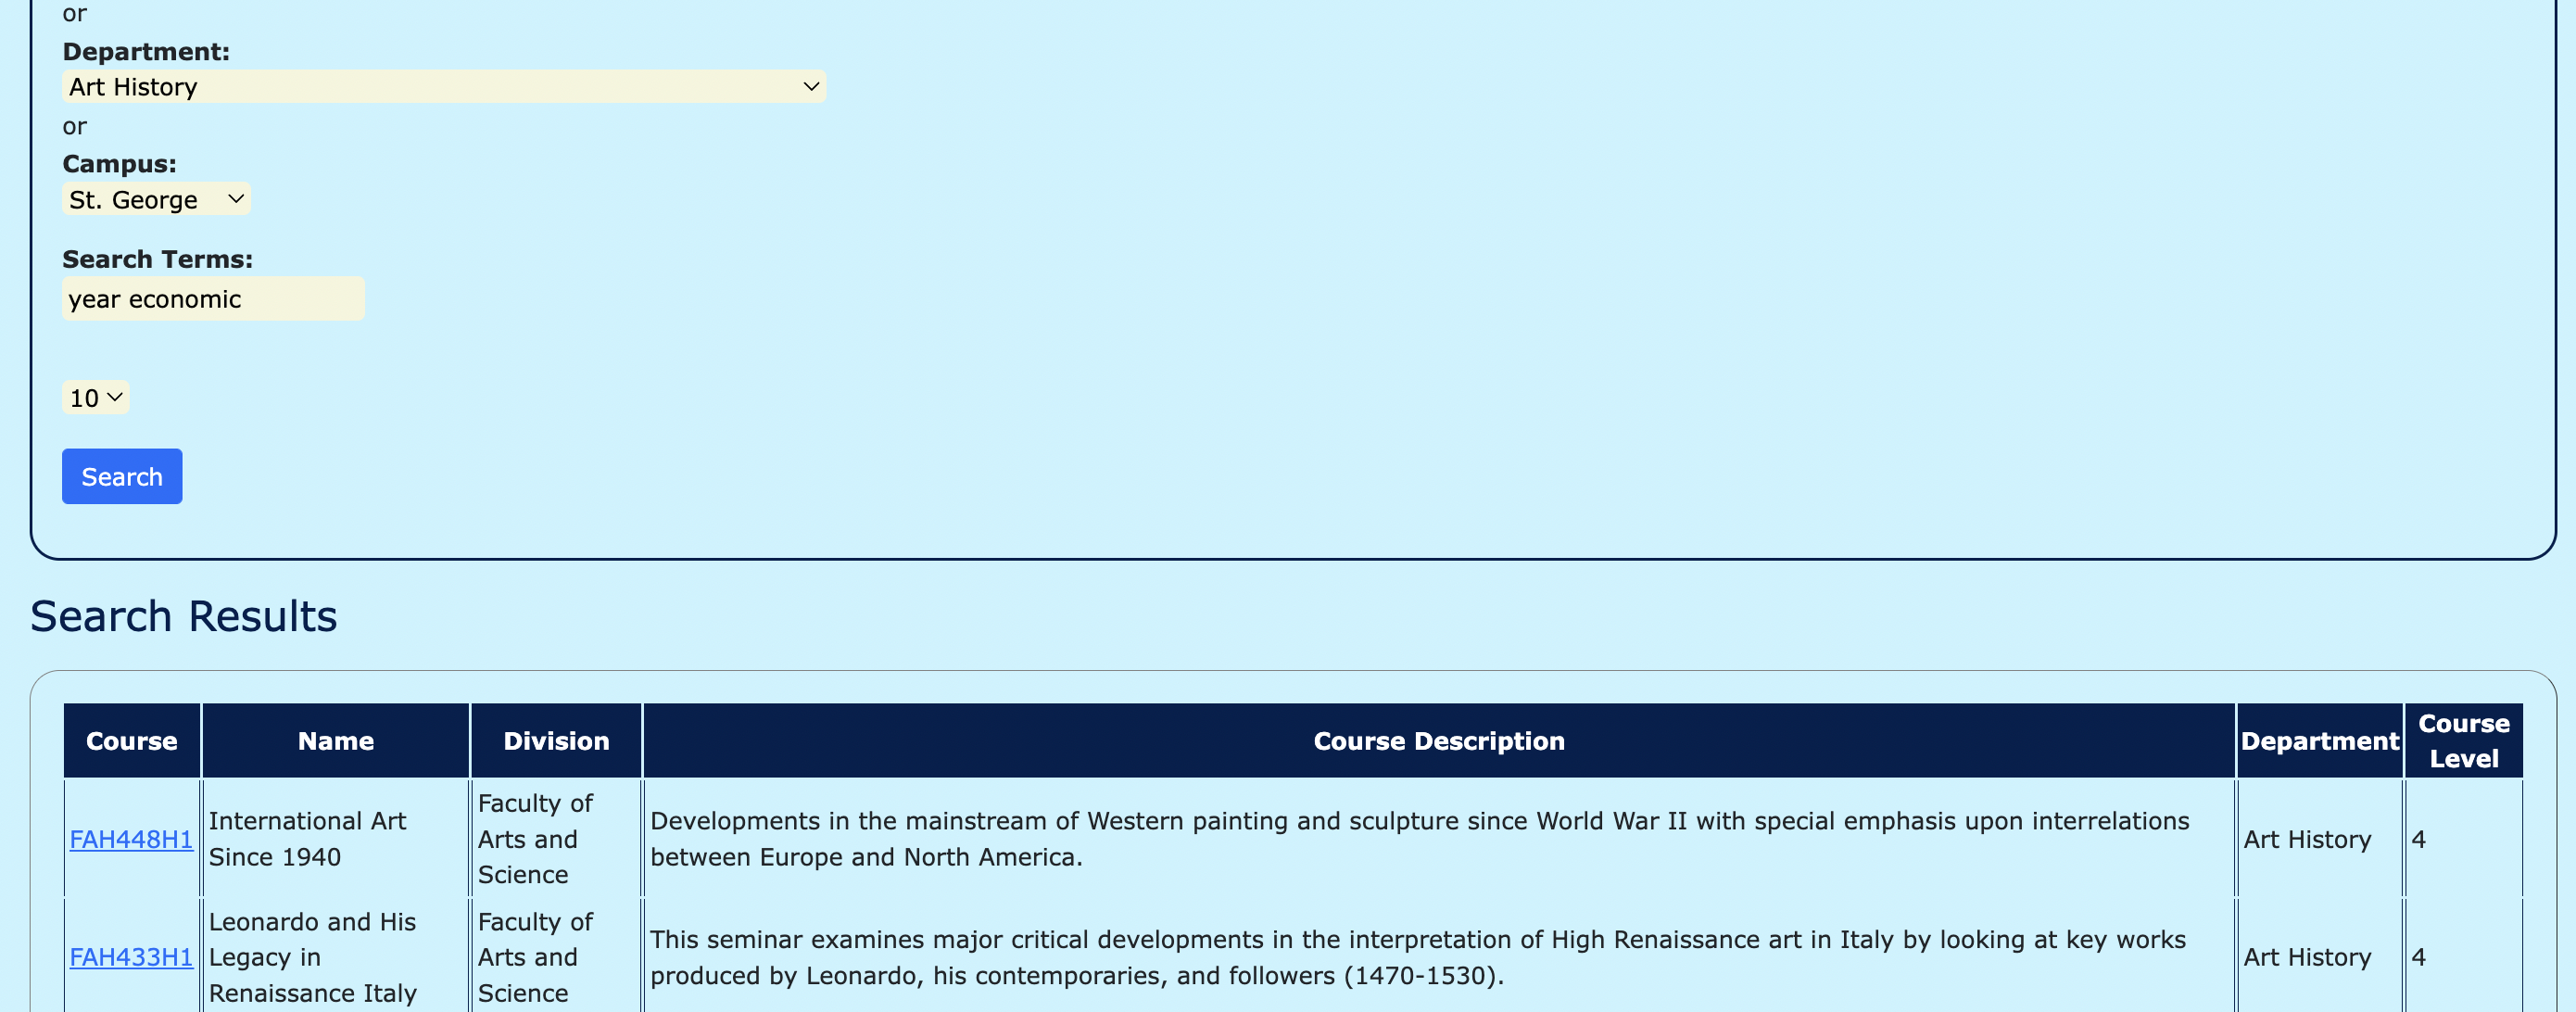 or
Department:
Art History
or
Campus:
St. George
Search Terms:
year economic
10
Search
Search Results
Course Name Division Course Description Department Course Level
FAH448H1
International Art
Since 1940
Faculty of
Arts and
Science
Developments in the mainstream of Western painting and sculpture since World War II with special emphasis upon interrelations
between Europe and North America.
Art History
4
FAH433H1
Leonardo and His
Legacy in
Renaissance Italy
Faculty of
Arts and
Science
This seminar examines major critical developments in the interpretation of High Renaissance art in Italy by looking at key works
produced by Leonardo, his contemporaries, and followers (1470-1530).
Art History
4